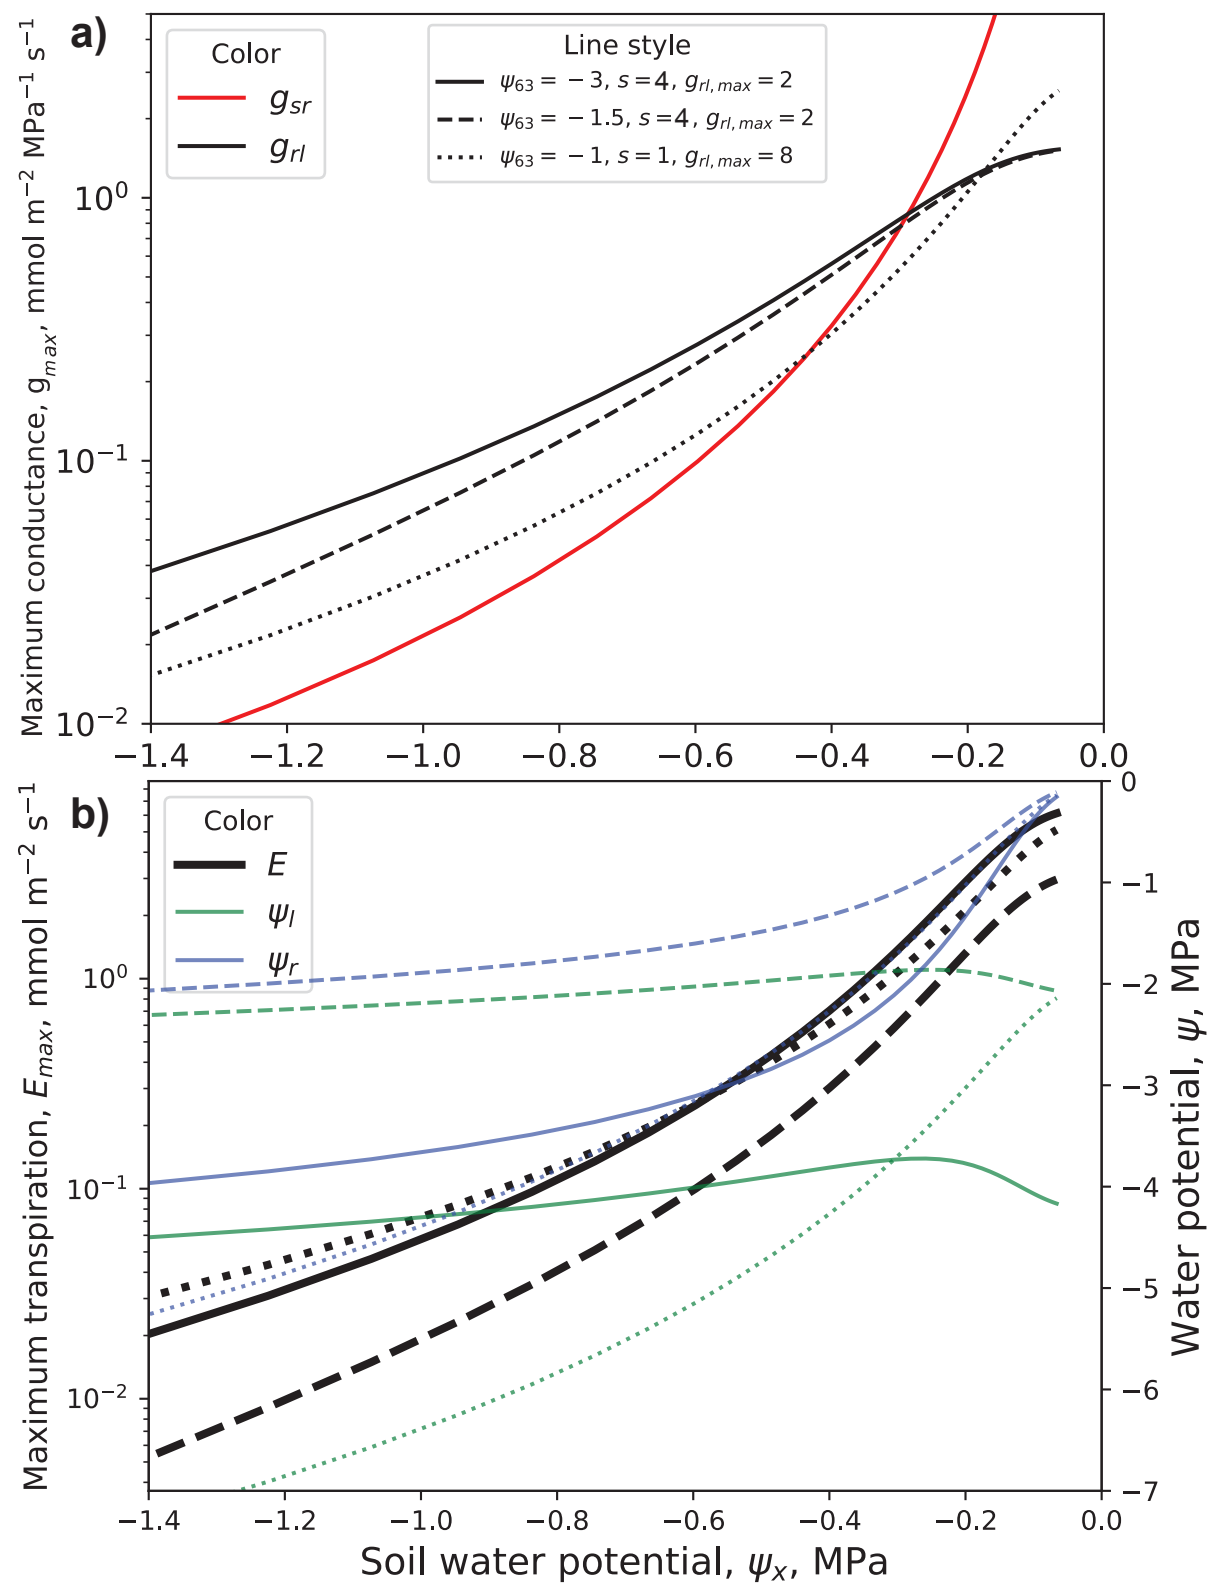 a)
Color
g_sr
g_rl
Line style
ψ₆₃ = −3, s = 4, g_rl,max = 2
ψ₆₃ = −1.5, s = 4, g_rl,max = 2
ψ₆₃ = −1, s = 1, g_rl,max = 8
Maximum conductance, g_max, mmol m⁻² MPa⁻¹ s⁻¹
10⁰
10⁻¹
10⁻²
−1.4 −1.2 −1.0 −0.8 −0.6 −0.4 −0.2 0.0
b)
Color
E
ψ_l
ψ_r
Maximum transpiration, E_max, mmol m⁻² s⁻¹
10⁰
10⁻¹
10⁻²
0
−1
−2
−3
−4
−5
−6
−7
Water potential, ψ, MPa
−1.4 −1.2 −1.0 −0.8 −0.6 −0.4 −0.2 0.0
Soil water potential, ψ_x, MPa